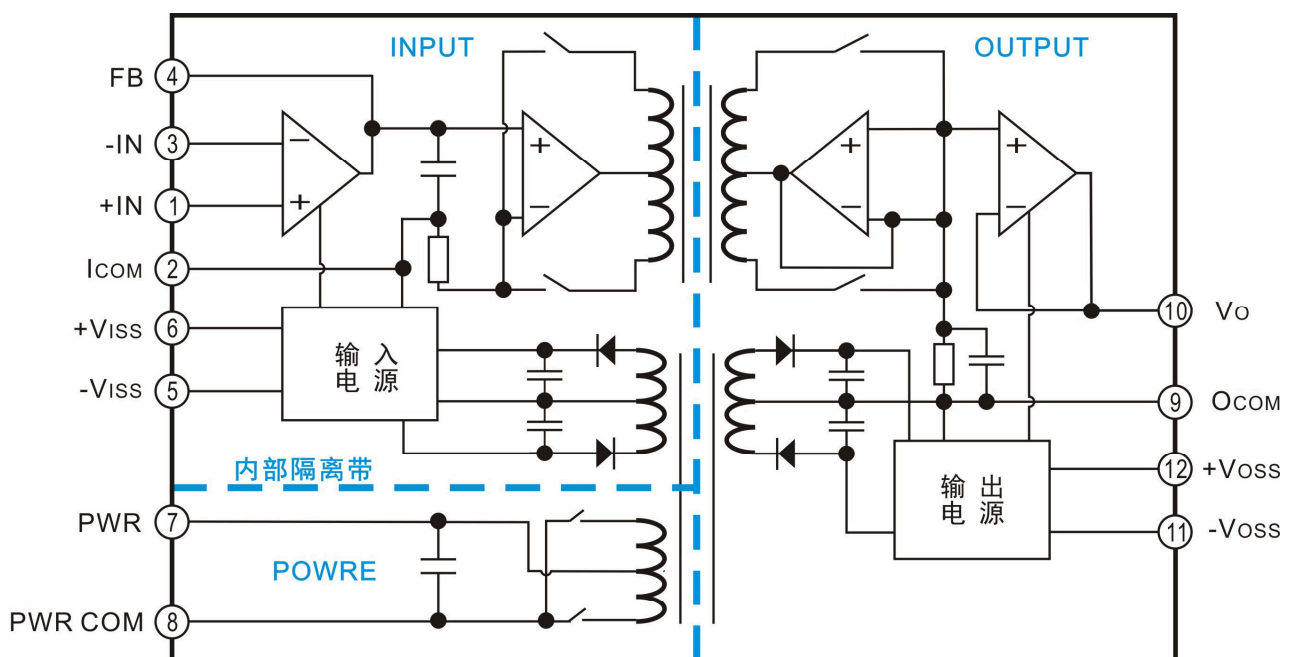 INPUT
OUTPUT
FB 4
-IN 3
+IN 1
ICOM 2
+VISS 6
-VISS 5
− +
+ −
+ −
+ −
输 入
电 源
10 VO
9 OCOM
12 +VOSS
11 -VOSS
输 出
电 源
内部隔离带
PWR 7
POWRE
PWR COM 8